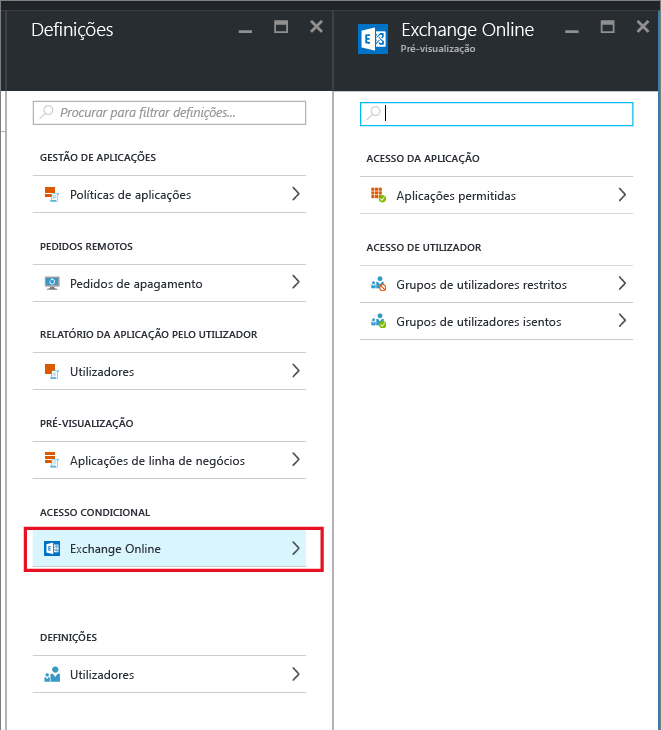 Definições
Procurar para filtrar definições...
GESTÃO DE APLICAÇÕES
Políticas de aplicações
PEDIDOS REMOTOS
Pedidos de apagamento
RELATÓRIO DA APLICAÇÃO PELO UTILIZADOR
Utilizadores
PRÉ-VISUALIZAÇÃO
Aplicações de linha de negócios
ACESSO CONDICIONAL
Exchange Online
DEFINIÇÕES
Utilizadores
Exchange Online
Pré-visualização
ACESSO DA APLICAÇÃO
Aplicações permitidas
ACESSO DE UTILIZADOR
Grupos de utilizadores restritos
Grupos de utilizadores isentos